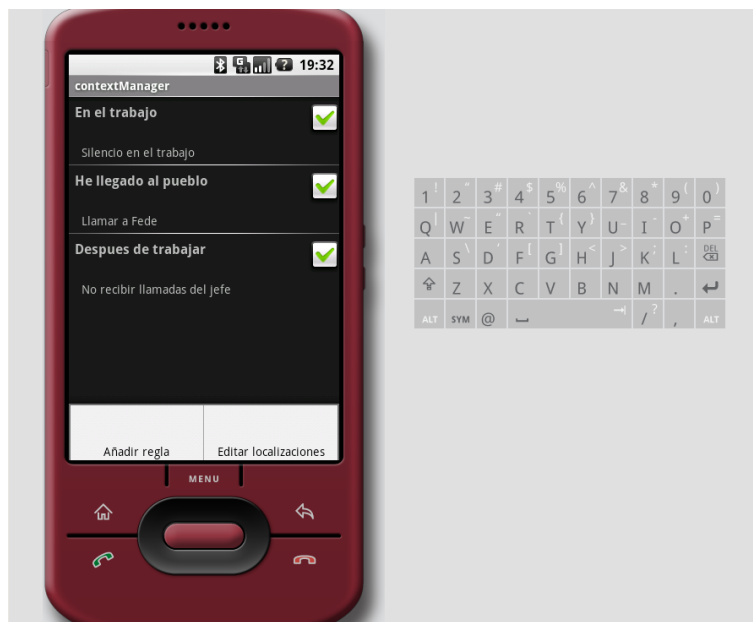 19:32
contextManager
En el trabajo
Silencio en el trabajo
He llegado al pueblo
Llamar a Fede
Despues de trabajar
No recibir llamadas del jefe
Añadir regla Editar localizaciones
MENU
1 ! 2 3 # 4 $ 5 % 6 ^ 7 & 8 * 9 ( 0 )
Q | W ~ E " R ` T { Y } U _ I - O + P =
A S \ D ' F [ G ] H < J > K ; L : DEL
Z X C V B N M .
ALT SYM @ / ? , ALT